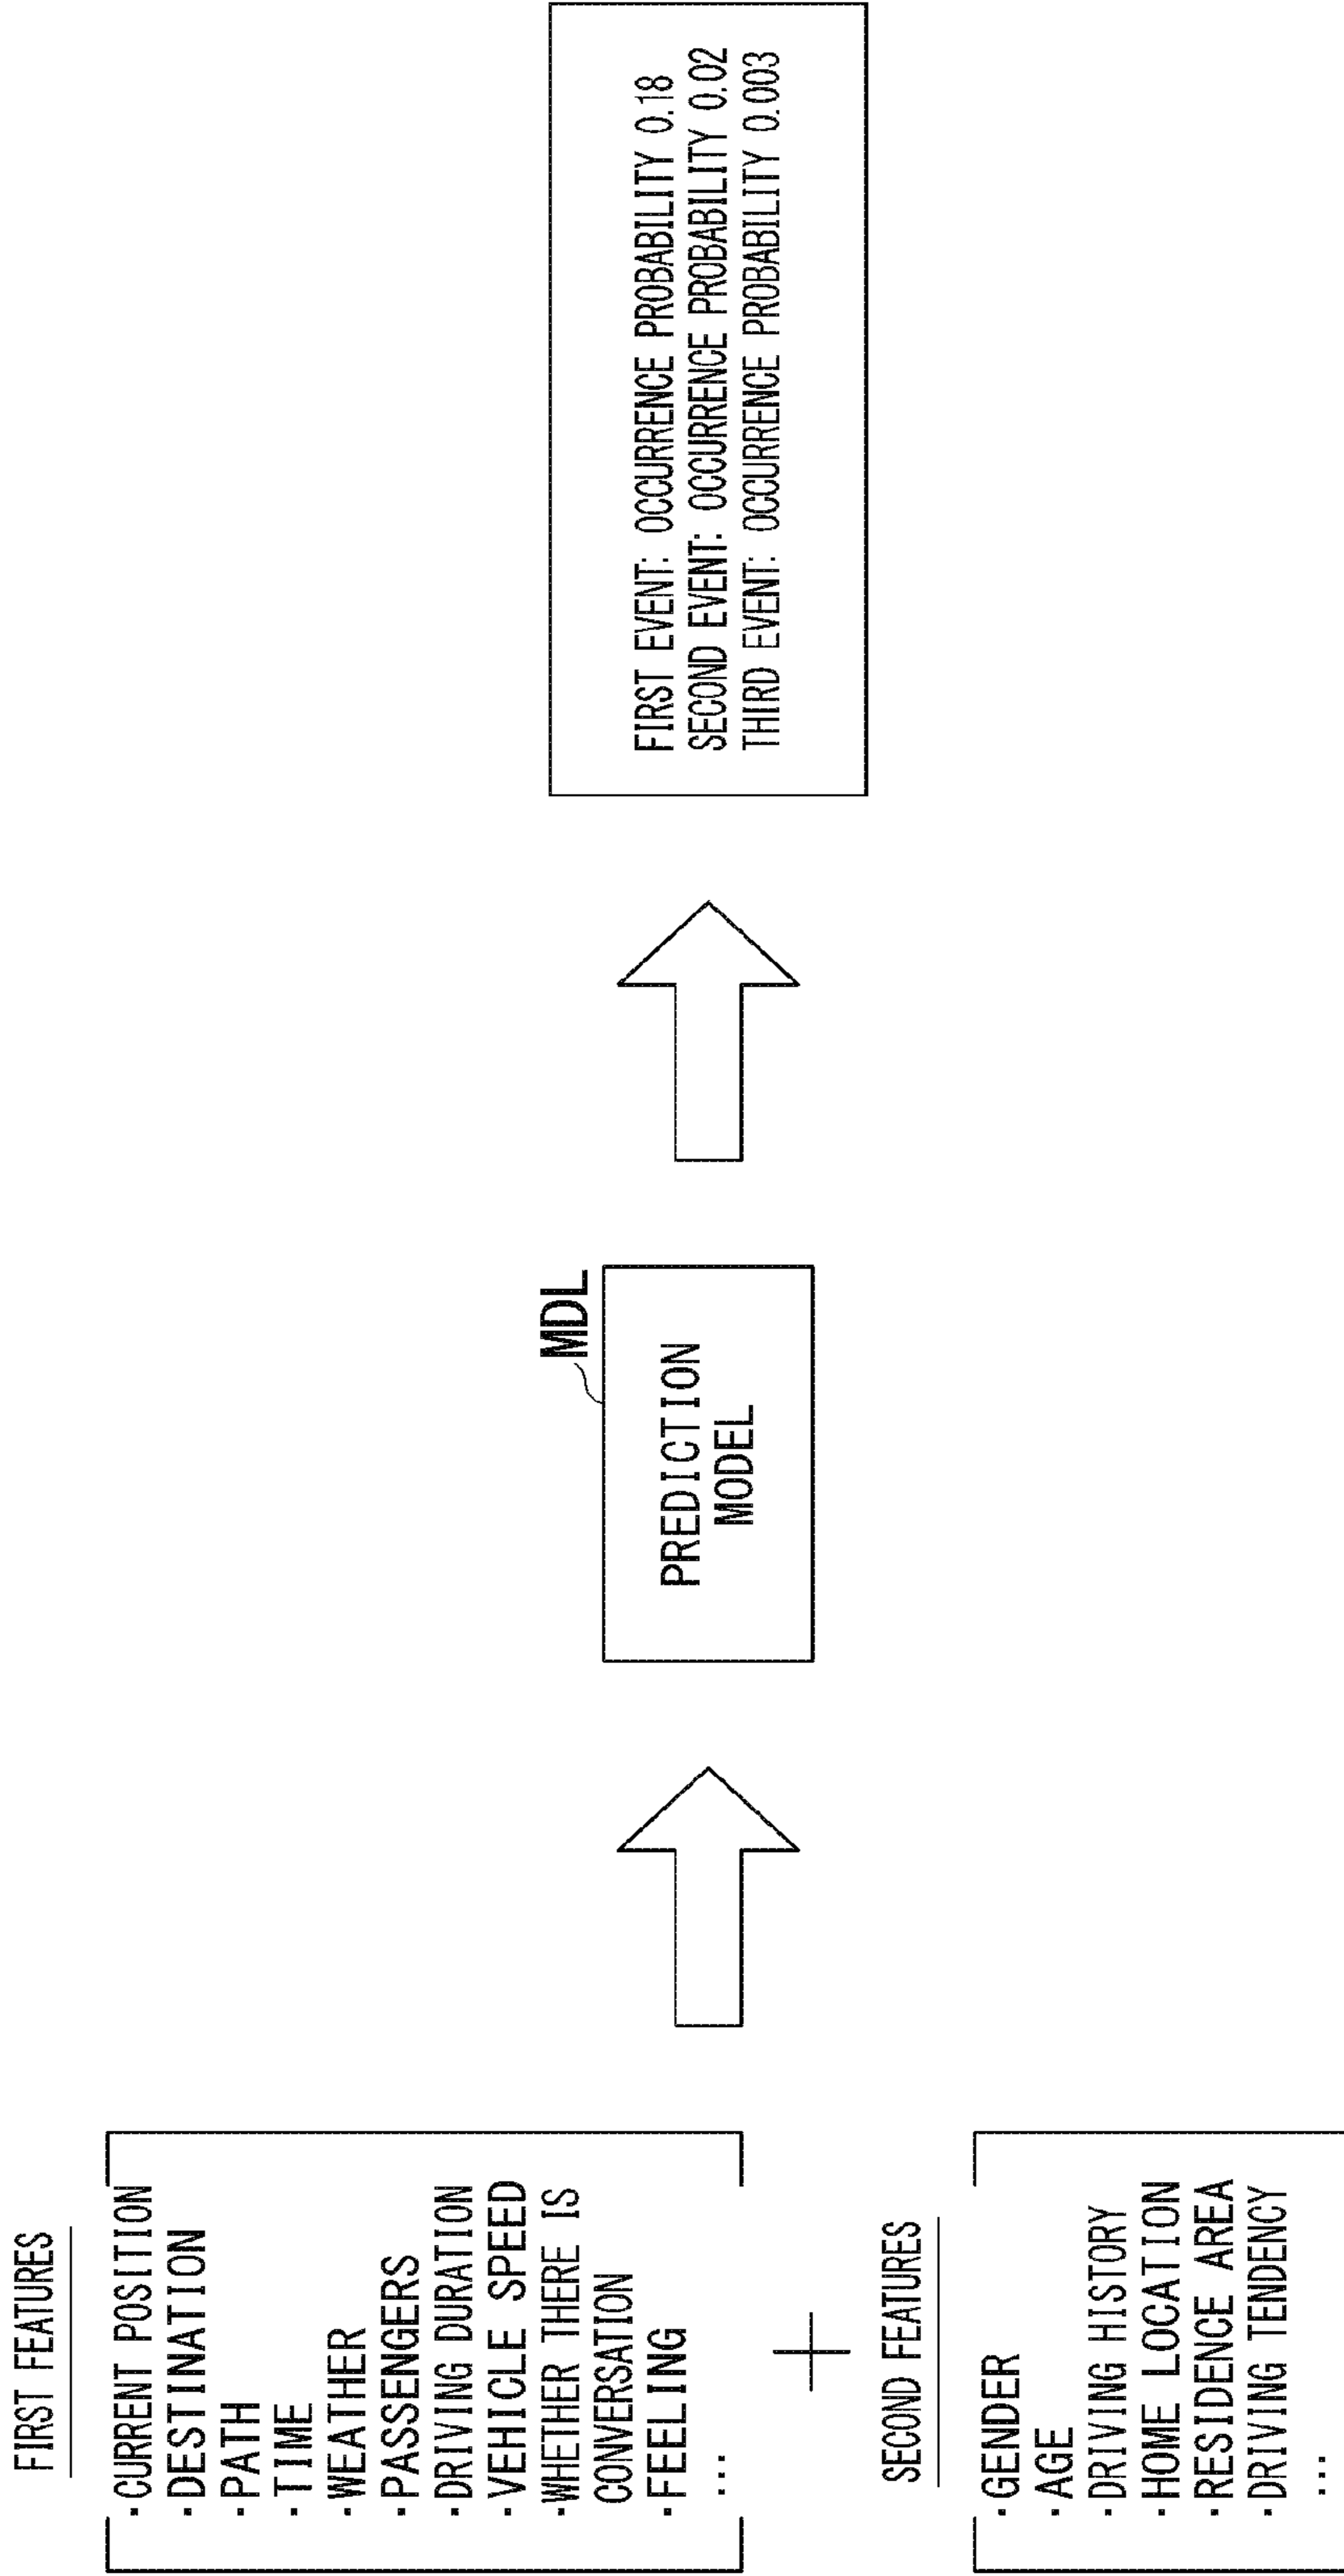 FIRST FEATURES
・CURRENT POSITION
・DESTINATION
・PATH
・TIME
・WEATHER
・PASSENGERS
・DRIVING DURATION
・VEHICLE SPEED
・WHETHER THERE IS
CONVERSATION
・FEELING
...
+
SECOND FEATURES
・GENDER
・AGE
・DRIVING HISTORY
・HOME LOCATION
・RESIDENCE AREA
・DRIVING TENDENCY
...
MDL
PREDICTION
MODEL
FIRST EVENT: OCCURRENCE PROBABILITY 0.18
SECOND EVENT: OCCURRENCE PROBABILITY 0.02
THIRD EVENT: OCCURRENCE PROBABILITY 0.003